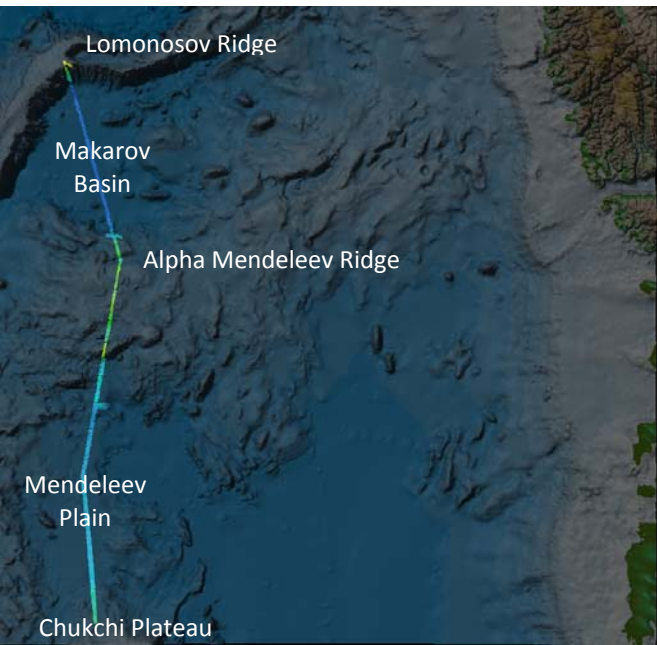 Lomonosov Ridge
Makarov
Basin
Alpha Mendeleev Ridge
Mendeleev
Plain
Chukchi Plateau